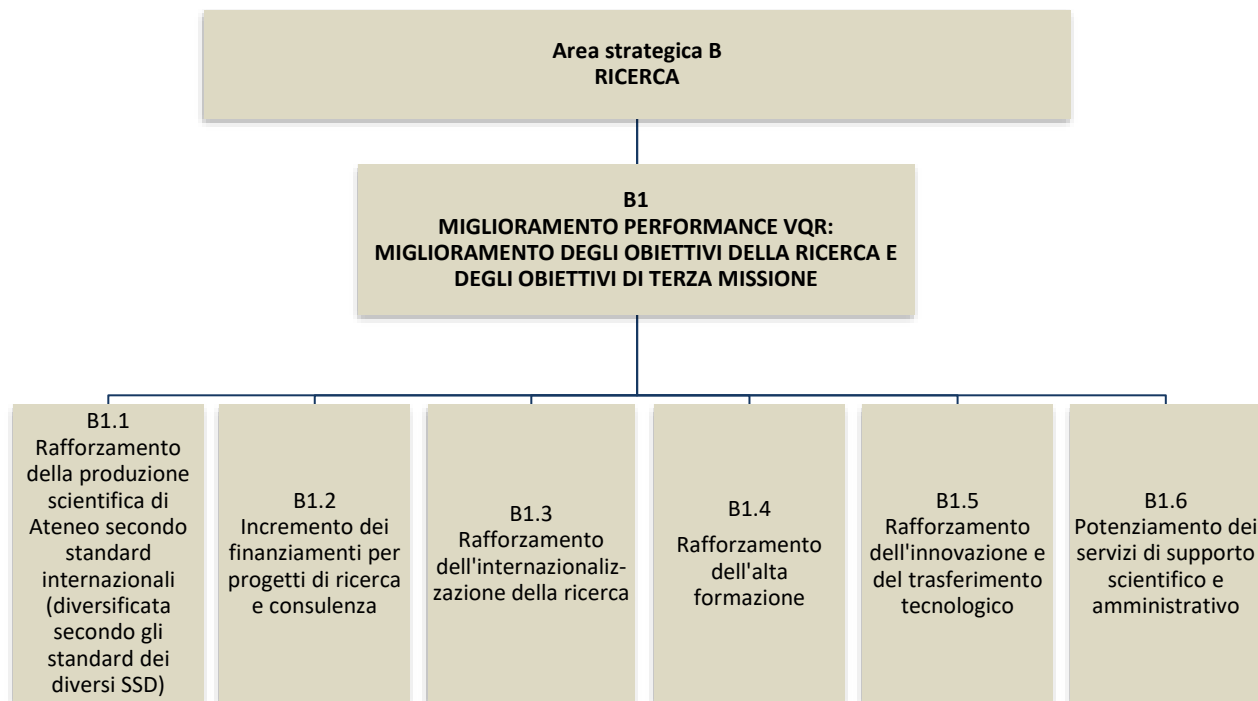 Area strategica B
RICERCA
B1
MIGLIORAMENTO PERFORMANCE VQR:
MIGLIORAMENTO DEGLI OBIETTIVI DELLA RICERCA E
DEGLI OBIETTIVI DI TERZA MISSIONE
B1.1
Rafforzamento
della produzione
scientifica di
Ateneo secondo
standard
internazionali
(diversificata
secondo gli
standard dei
diversi SSD)
B1.2
Incremento dei
finanziamenti per
progetti di ricerca
e consulenza
B1.3
Rafforzamento
dell'internazionaliz-
zazione della ricerca
B1.4
Rafforzamento
dell'alta
formazione
B1.5
Rafforzamento
dell'innovazione e
del trasferimento
tecnologico
B1.6
Potenziamento dei
servizi di supporto
scientifico e
amministrativo